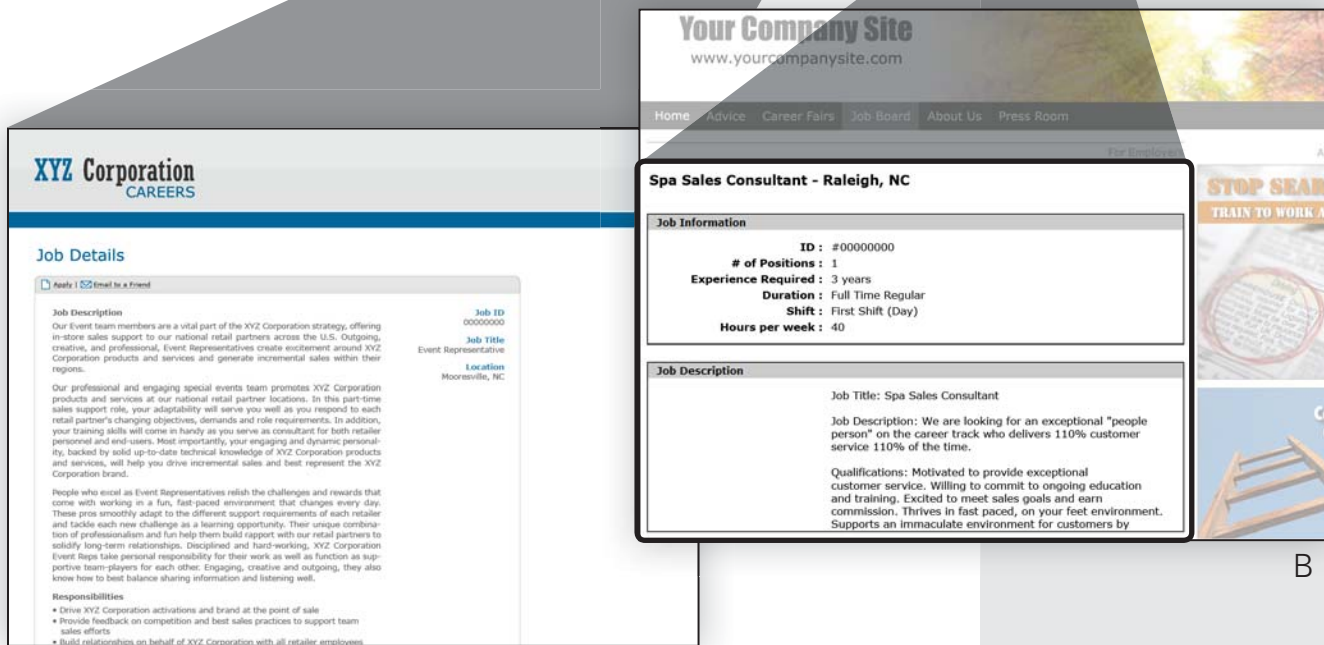 XYZ Corporation
CAREERS
Job Details
Apply | Email to a Friend
Job Description
Our Event team members are a vital part of the XYZ Corporation strategy, offering
in-store sales support to our national retail partners across the U.S. Outgoing,
creative, and professional, Event Representatives create excitement around XYZ
Corporation products and services and generate incremental sales within their
regions.
Our professional and engaging special events team promotes XYZ Corporation
products and services at our national retail partner locations. In this part-time
sales support role, your adaptability will serve you well as you respond to each
retail partner's changing objectives, demands and role requirements. In addition,
your training skills will come in handy as you serve as consultant for both retailer
personnel and end-users. Most importantly, your engaging and dynamic personal-
ity, backed by solid up-to-date technical knowledge of XYZ Corporation products
and services, will help you drive incremental sales and best represent the XYZ
Corporation brand.
People who excel as Event Representatives relish the challenges and rewards that
come with working in a fun, fast-paced environment that changes every day.
These pros smoothly adapt to the different support requirements of each retailer
and tackle each new challenge as a learning opportunity. Their unique combina-
tion of professionalism and fun help them build rapport with our retail partners to
solidify long-term relationships. Disciplined and hard-working, XYZ Corporation
Event Reps take personal responsibility for their work as well as function as sup-
portive team-players for each other. Engaging, creative and outgoing, they also
know how to best balance sharing information and listening well.
Responsibilities
• Drive XYZ Corporation activations and brand at the point of sale
• Provide feedback on competition and best sales practices to support team
sales efforts
• Build relationships on behalf of XYZ Corporation with all retailer employees
Job ID
00000000
Job Title
Event Representative
Location
Mooresville, NC
Your Company Site
www.yourcompanysite.com
Home Advice Career Fairs Job Board About Us Press Room
For Employers
A
Spa Sales Consultant - Raleigh, NC
Job Information
ID : #00000000
# of Positions : 1
Experience Required : 3 years
Duration : Full Time Regular
Shift : First Shift (Day)
Hours per week : 40
Job Description
Job Title: Spa Sales Consultant
Job Description: We are looking for an exceptional "people
person" on the career track who delivers 110% customer
service 110% of the time.
Qualifications: Motivated to provide exceptional
customer service. Willing to commit to ongoing education
and training. Excited to meet sales goals and earn
commission. Thrives in fast paced, on your feet environment.
Supports an immaculate environment for customers by
STOP SEAR
TRAIN TO WORK A
C
B